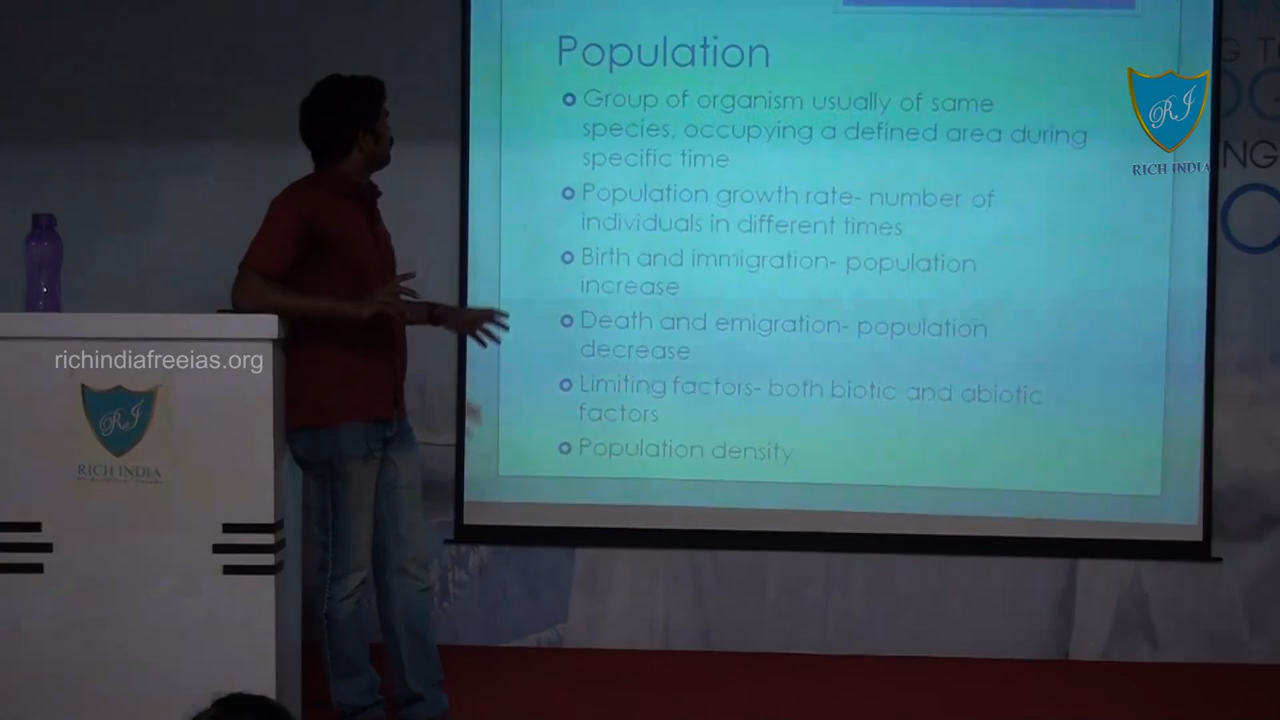 Population
Group of organism usually of same
species, occupying a defined area during
specific time
Population growth rate- number of
individuals in different times
Birth and immigration- population
increase
Death and emigration- population
decrease
Limiting factors- both biotic and abiotic
factors
Population density
RJ
RICH INDIA
richindiafreeias.org
RJ
RICH INDIA